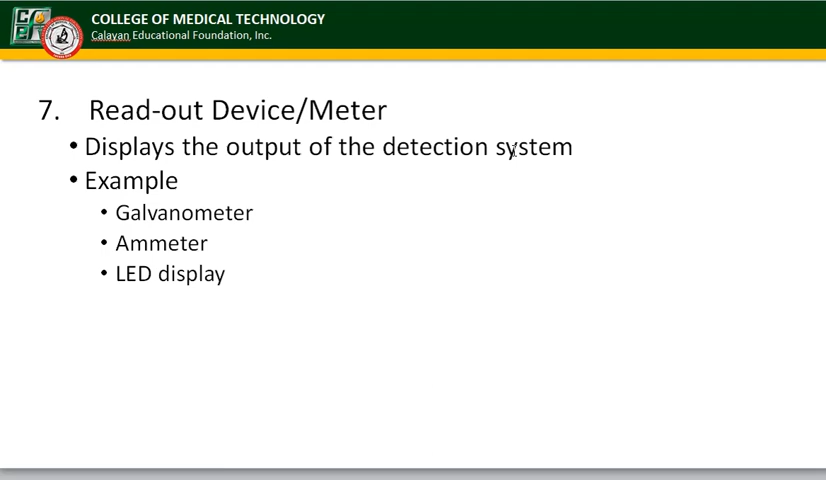 COLLEGE OF MEDICAL TECHNOLOGY
Calayan Educational Foundation, Inc.
7. Read-out Device/Meter
• Displays the output of the detection system
• Example
• Galvanometer
• Ammeter
• LED display